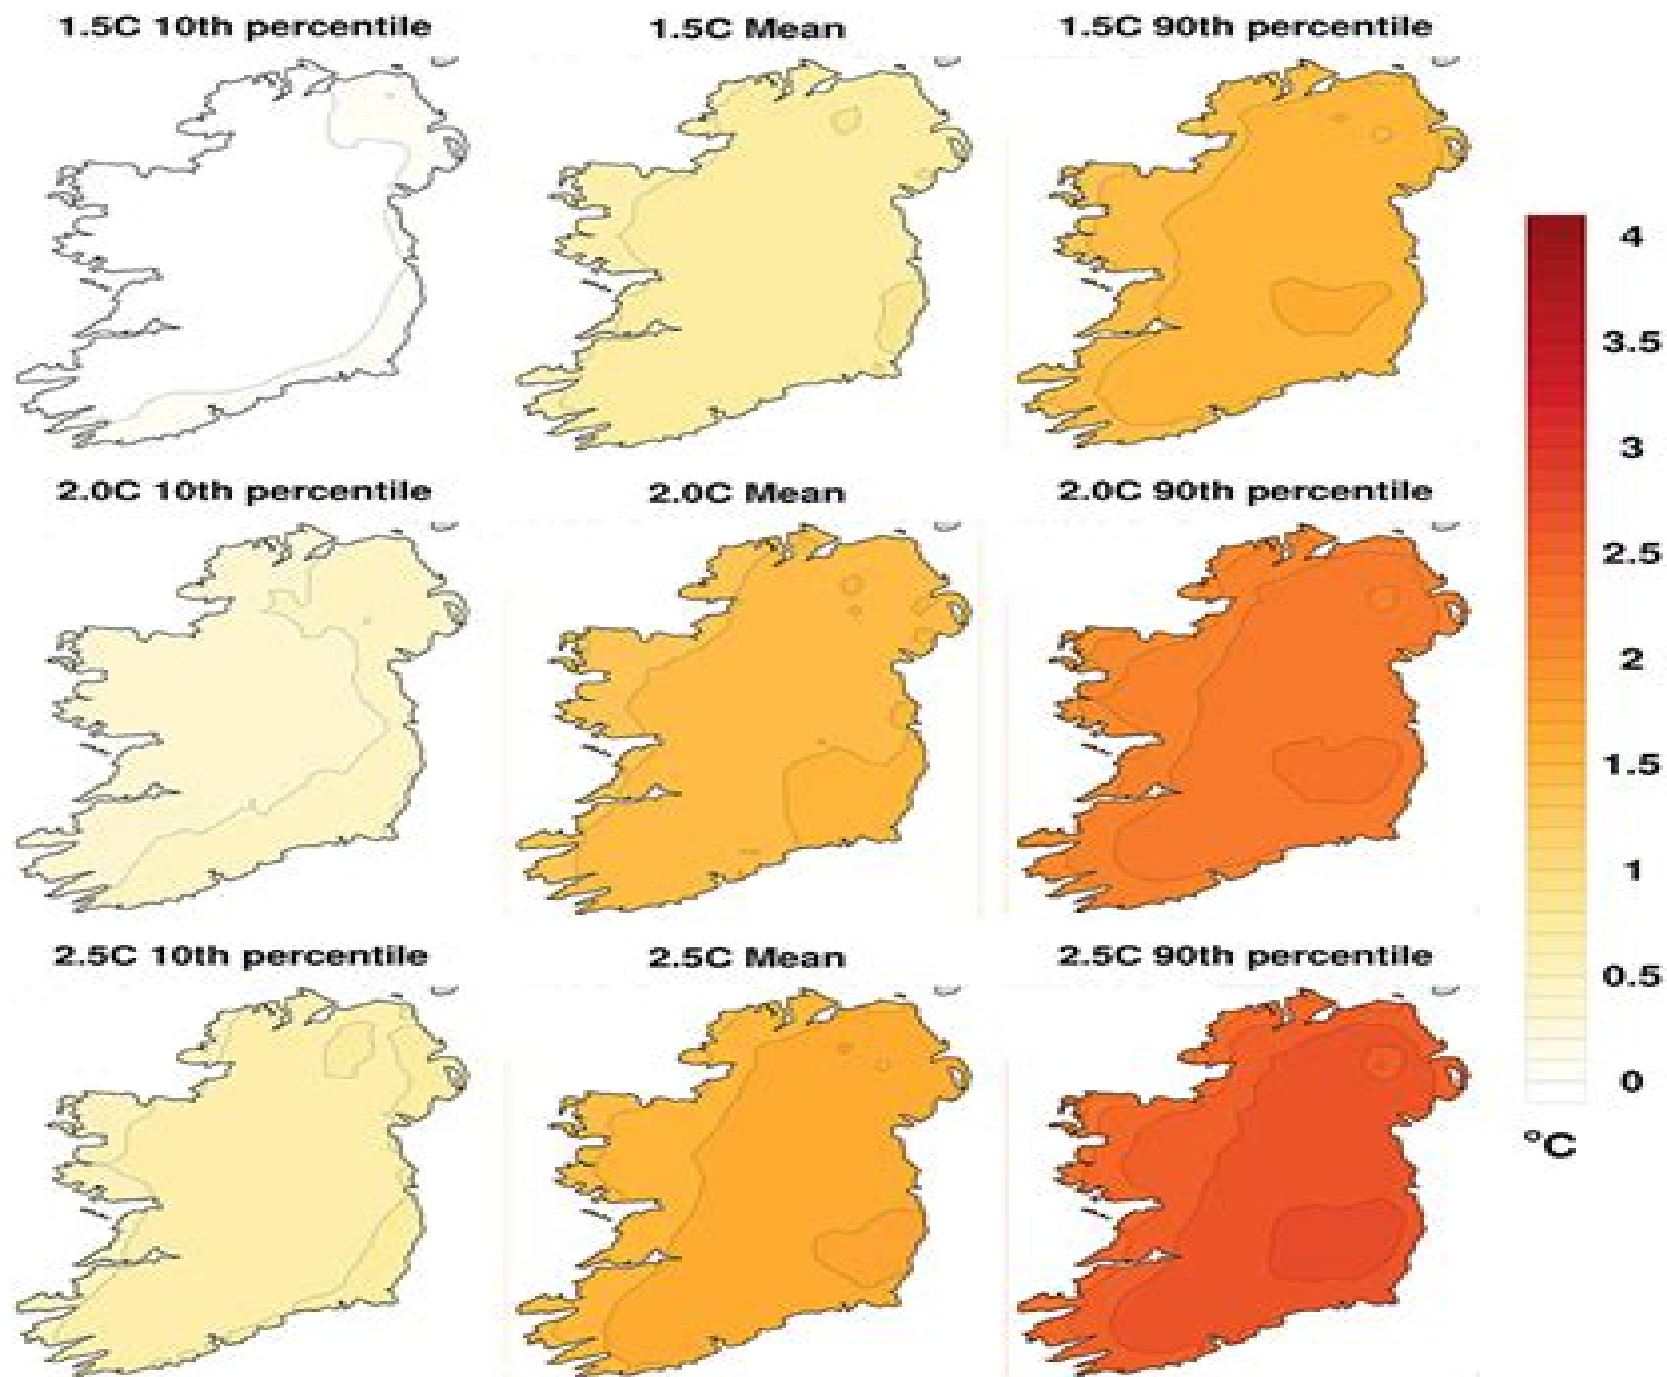 1.5C 10th percentile
1.5C Mean
1.5C 90th percentile
2.0C 10th percentile
2.0C Mean
2.0C 90th percentile
2.5C 10th percentile
2.5C Mean
2.5C 90th percentile
4
3.5
3
2.5
2
1.5
1
0.5
0
°C